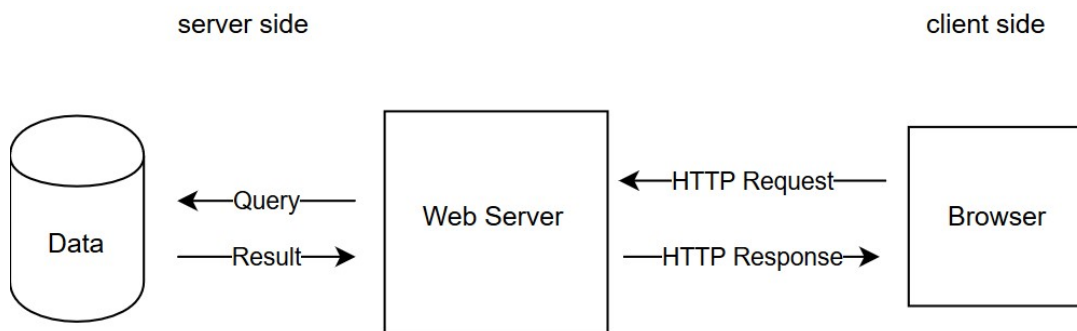 server side
client side
Data
Query
Result
Web Server
HTTP Request
HTTP Response
Browser